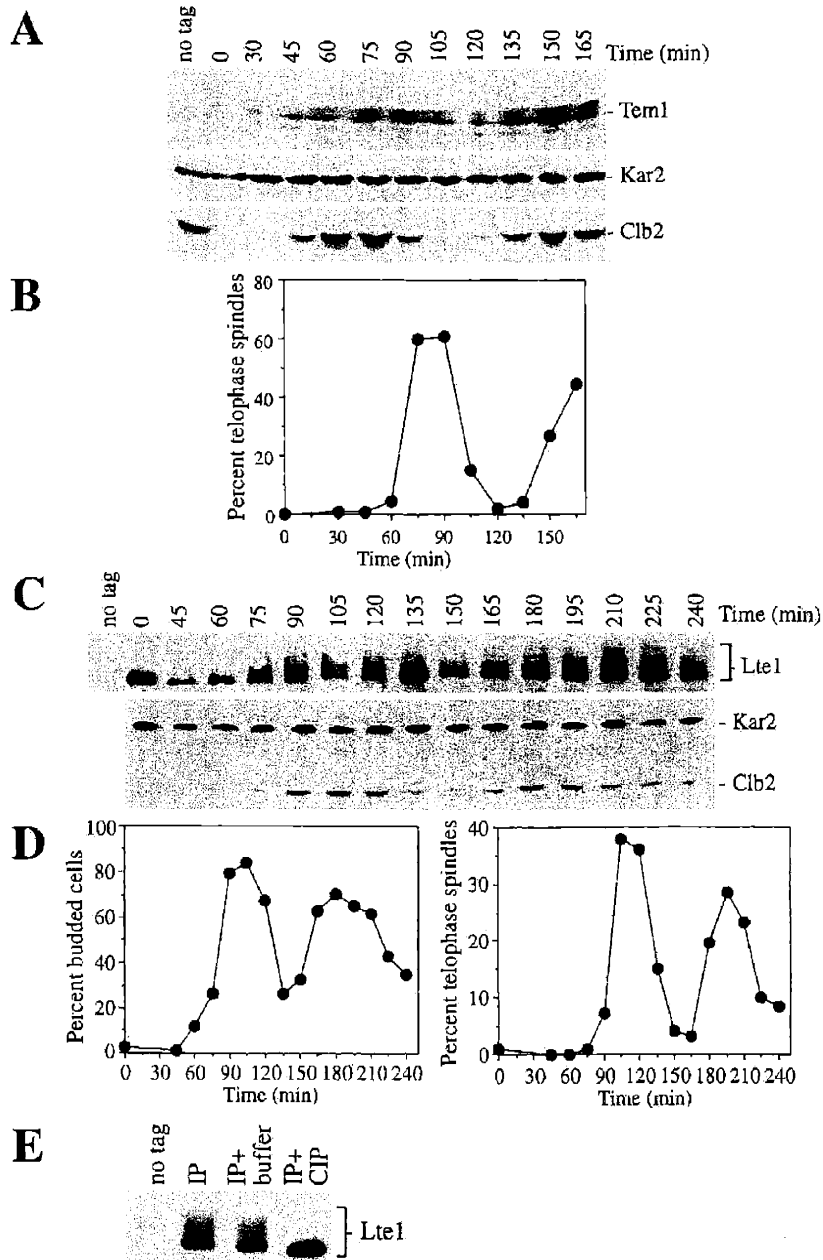 A
no tag 0 30 45 60 75 90 105 120 135 150 165 Time (min)
- Tem1
- Kar2
- Clb2
B
Percent telophase spindles
80
60
40
20
0
0 30 60 90 120 150
Time (min)
C
no tag 0 45 60 75 90 105 120 135 150 165 180 195 210 225 240 Time (min)
Lte1
- Kar2
- Clb2
D
Percent budded cells
100
80
60
40
20
0
0 30 60 90 120 150 180 210 240
Time (min)
Percent telophase spindles
40
30
20
10
0
0 30 60 90 120 150 180 210 240
Time (min)
E
no tag
IP
IP+
buffer
IP+
CIP
Lte1